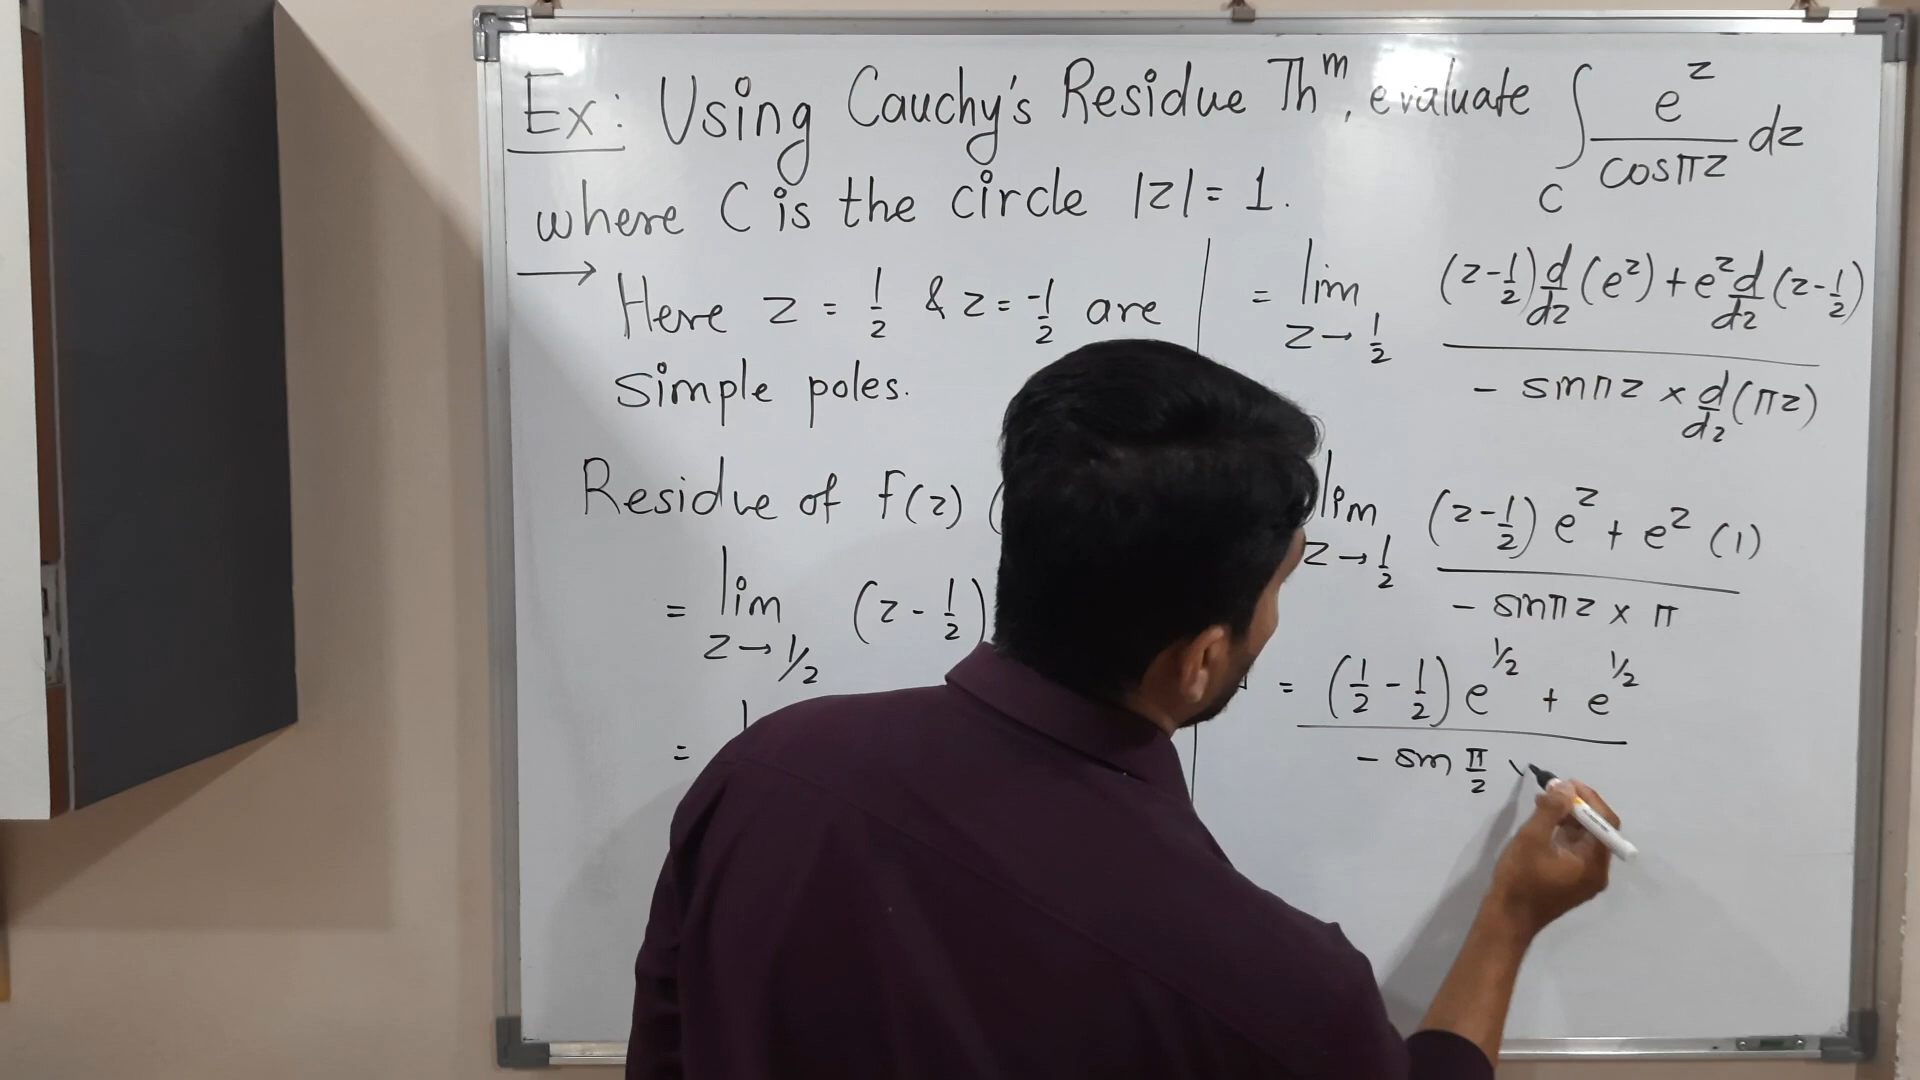 Ex: Using Cauchy's Residue Thᵐ, evaluate ∫_C e^z / cosπz dz
where C is the circle |z| = 1.
→ Here z = 1/2 & z = -1/2 are
simple poles.
Residue of f(z) (
= lim z→1/2 (z - 1/2)
=
= lim z→1/2 ((z-1/2) d/dz (e^z) + e^z d/dz (z-1/2)) / (- sinπz × d/dz (πz))
lim z→1/2 ((z-1/2) e^z + e^z (1)) / (- sinπz × π)
= ((1/2 - 1/2) e^1/2 + e^1/2) / (- sin π/2